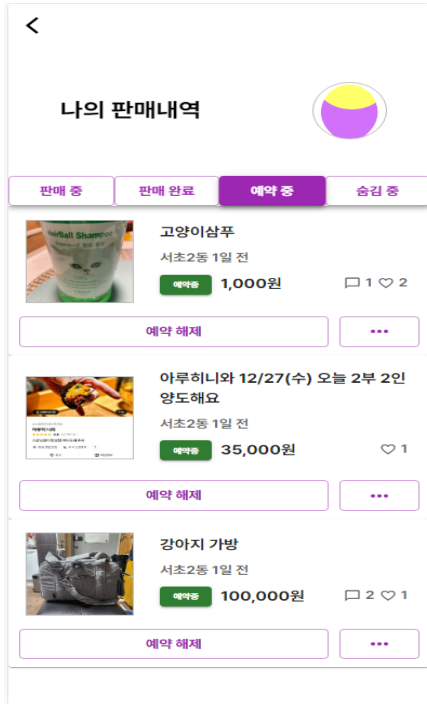 나의 판매내역
판매 중
판매 완료
예약 중
숨김 중
HairBall Shampoo
고양이삼푸
서초2동 1일 전
예약중 1,000원 1 2
예약 해제 •••
아루히니와 12/27(수) 오늘 2부 2인
양도해요
서초2동 1일 전
예약중 35,000원 1
예약 해제 •••
강아지 가방
서초2동 1일 전
예약중 100,000원 2 1
예약 해제 •••